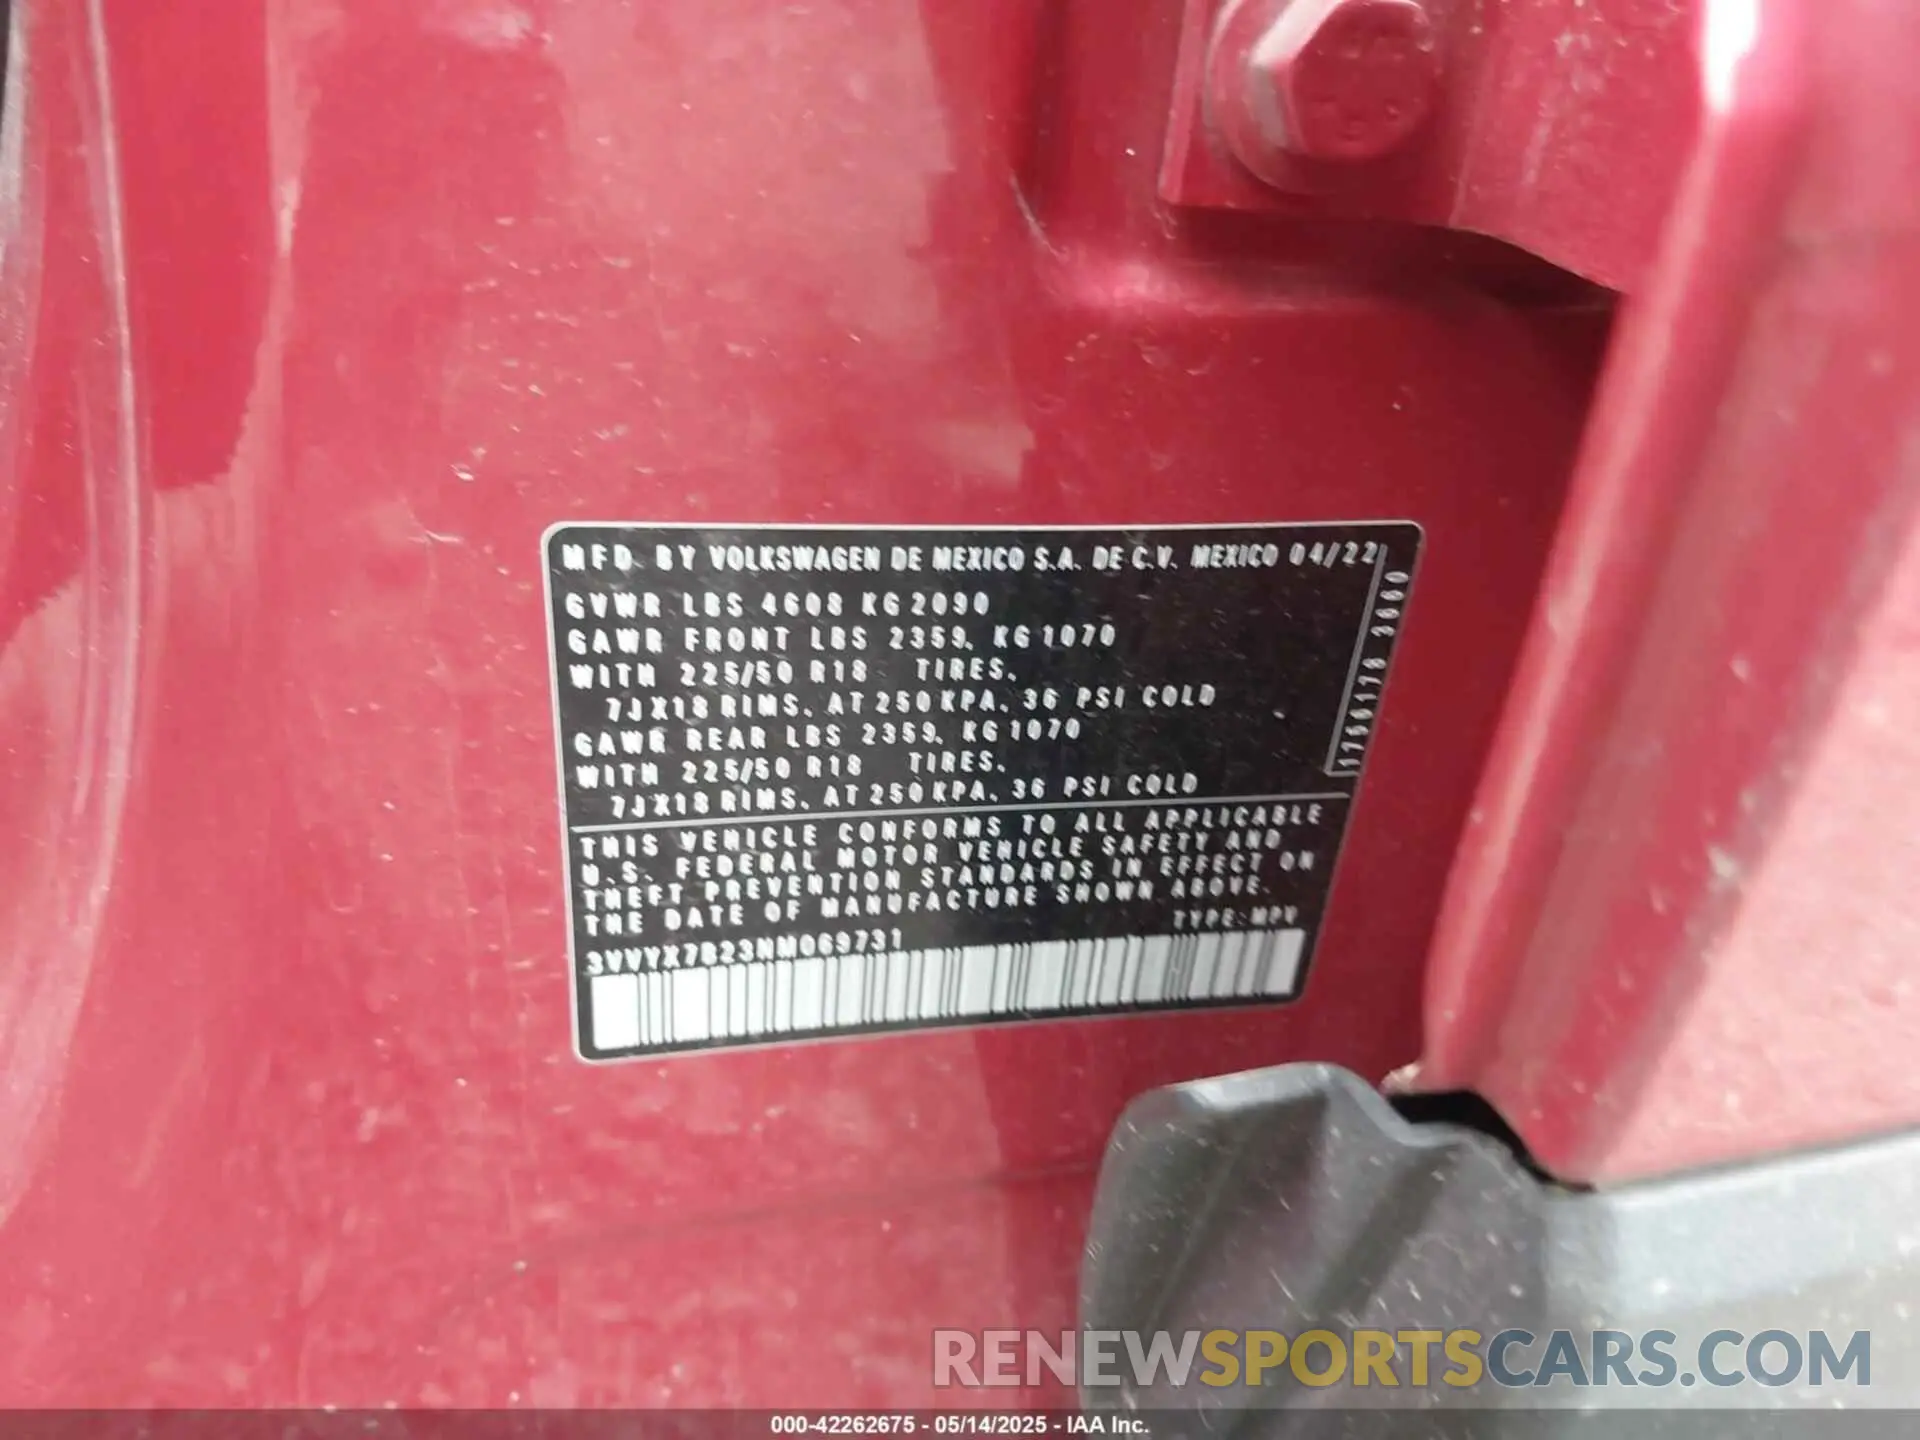 MFD. BY VOLKSWAGEN DE MEXICO S.A. DE C.V. MEXICO 04/22
GVWR LBS 4608 KG 2090
GAWR FRONT LBS 2359, KG 1070
WITH 225/50 R18 TIRES,
7J X18 RIMS, AT 250 KPA, 36 PSI COLD
GAWR REAR LBS 2359, KG 1070
WITH 225/50 R18 TIRES,
7J X18 RIMS, AT 250 KPA, 36 PSI COLD
THIS VEHICLE CONFORMS TO ALL APPLICABLE
U.S. FEDERAL MOTOR VEHICLE SAFETY AND
THEFT PREVENTION STANDARDS IN EFFECT ON
THE DATE OF MANUFACTURE SHOWN ABOVE.
TYPE: MPV
3VVYX7B23NM069731
RENEWSPORTSCARS.COM
000-42262675 - 05/14/2025 - IAA Inc.